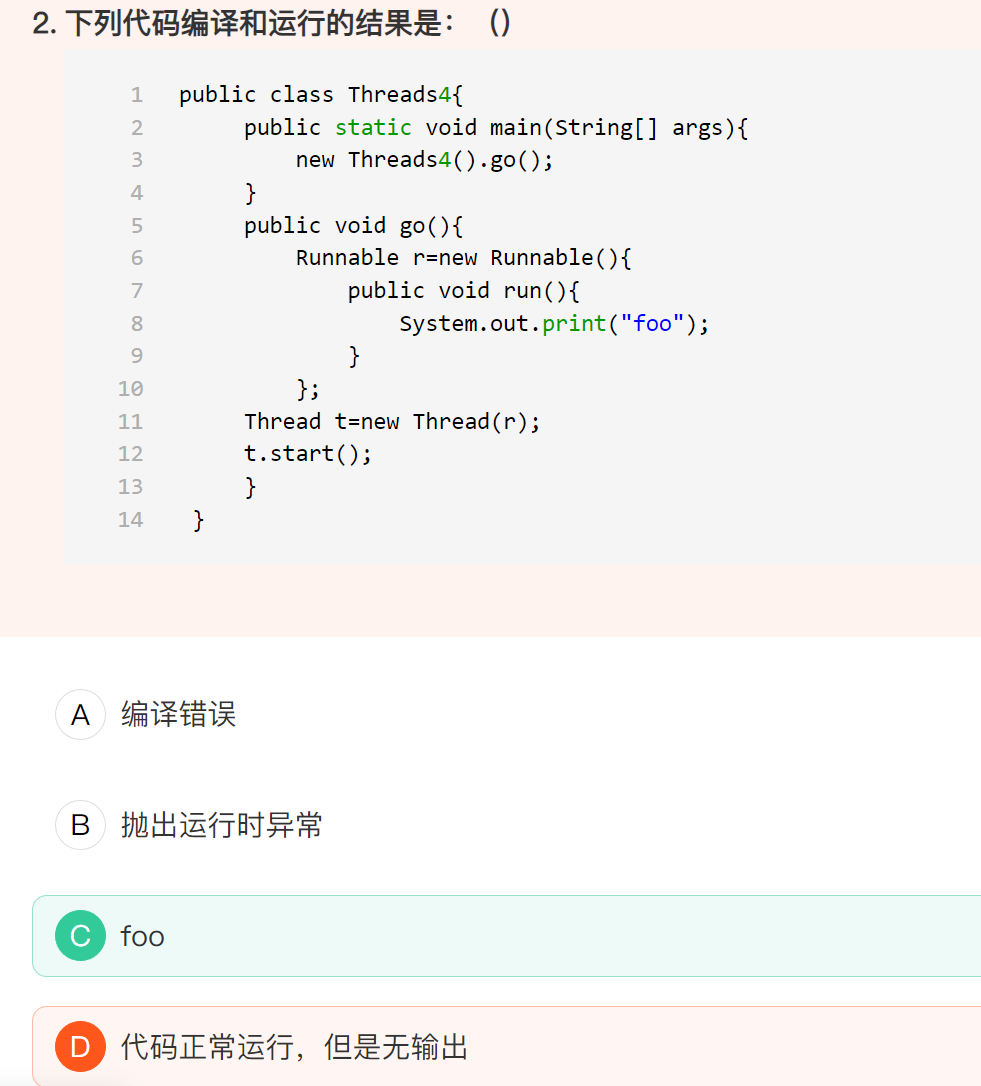 2. 下列代码编译和运行的结果是： ()
1 public class Threads4{
2 public static void main(String[] args){
3 new Threads4().go();
4 }
5 public void go(){
6 Runnable r=new Runnable(){
7 public void run(){
8 System.out.print("foo");
9 }
10 };
11 Thread t=new Thread(r);
12 t.start();
13 }
14 }
A 编译错误
B 抛出运行时异常
C foo
D 代码正常运行，但是无输出